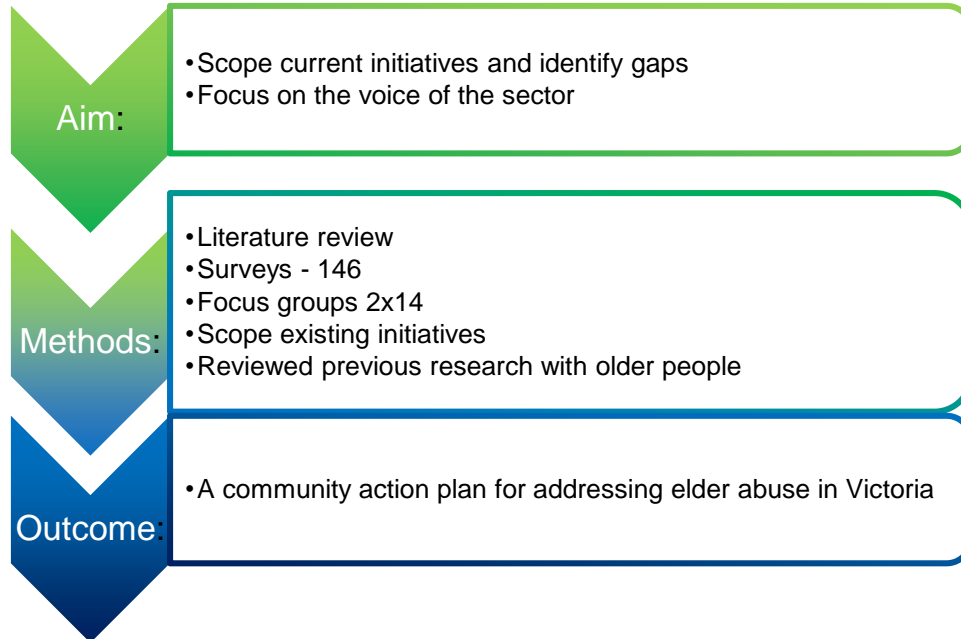 Aim:
•Scope current initiatives and identify gaps
•Focus on the voice of the sector
Methods:
•Literature review
•Surveys - 146
•Focus groups 2x14
•Scope existing initiatives
•Reviewed previous research with older people
Outcome:
•A community action plan for addressing elder abuse in Victoria